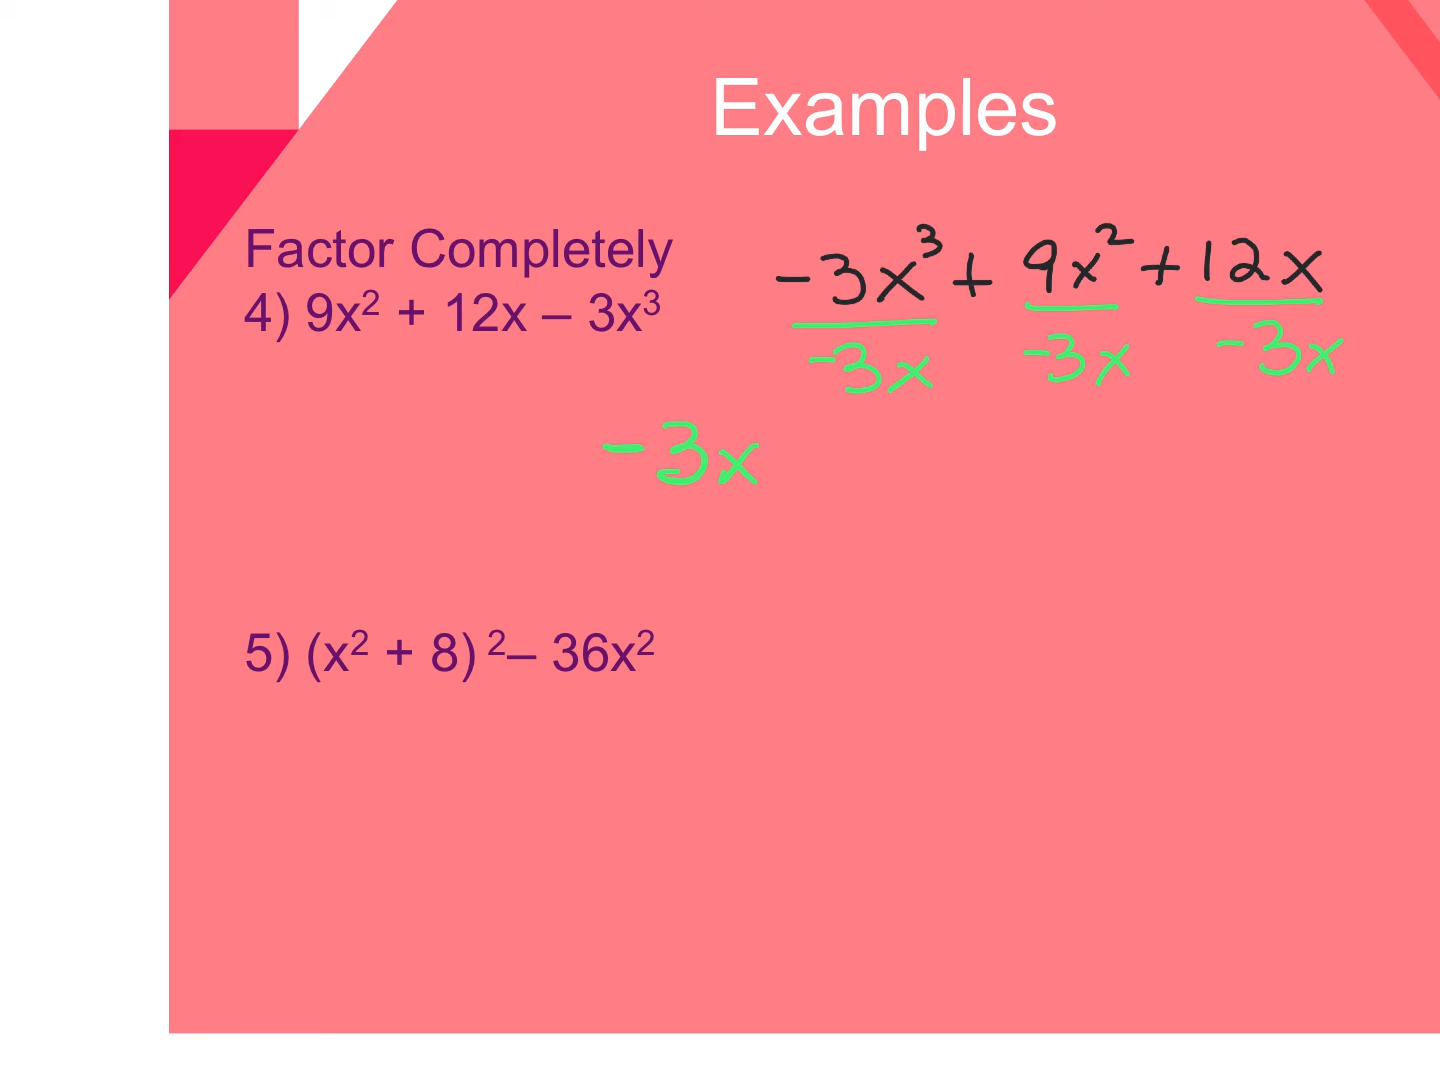 Examples
Factor Completely
4) 9x² + 12x – 3x³
-3x³ + 9x² + 12x
-3x -3x -3x
-3x
5) (x² + 8) ²– 36x²